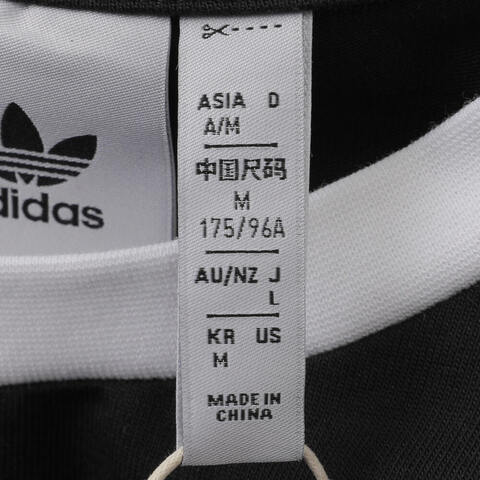 adidas
ASIA D
A/M
中国尺码
M
175/96A
AU/NZ J
L
KR US
M
MADE IN
CHINA